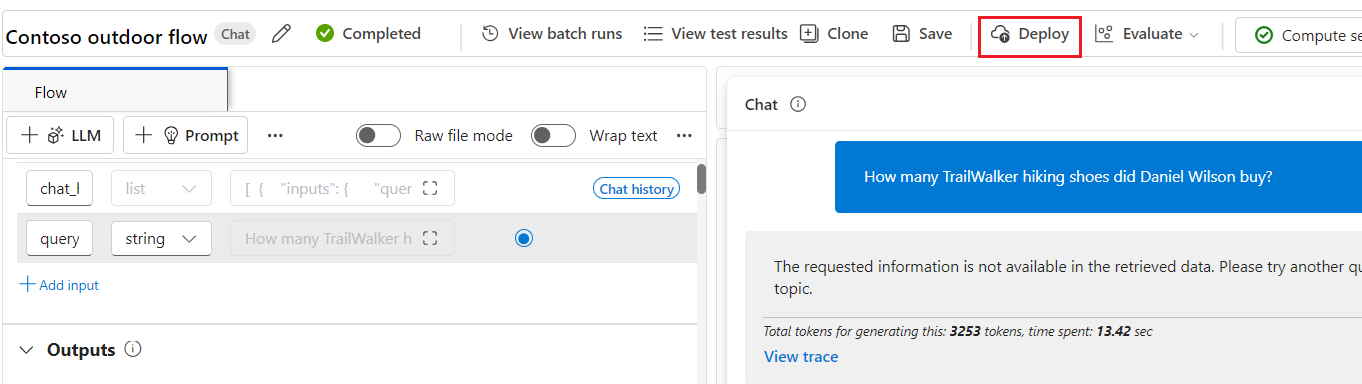 Contoso outdoor flow Chat Completed View batch runs View test results Clone Save Deploy Evaluate Compute se
Flow
LLM Prompt ... Raw file mode Wrap text ...
chat_h list [ { "inputs": { "quer Chat history
query string How many TrailWalker h
Add input
Outputs
Chat
How many TrailWalker hiking shoes did Daniel Wilson buy?
The requested information is not available in the retrieved data. Please try another qu
topic.
Total tokens for generating this: 3253 tokens, time spent: 13.42 sec
View trace